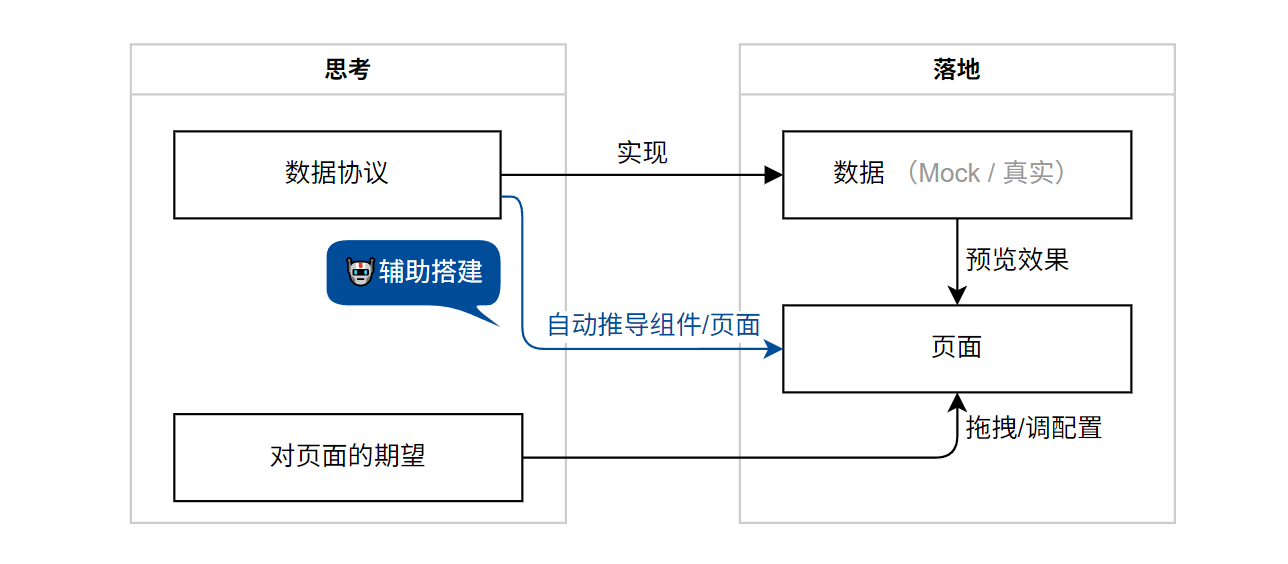 思考
落地
数据协议
实现
数据 （Mock / 真实）
辅助搭建
预览效果
自动推导组件/页面
页面
对页面的期望
拖拽/调配置